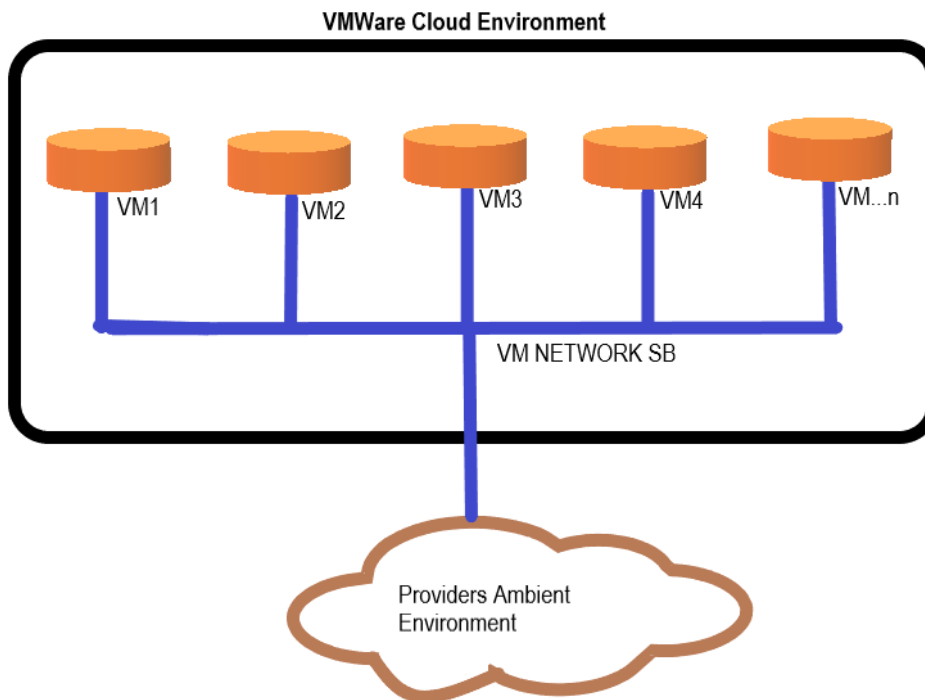 VMWare Cloud Environment
VM1
VM2
VM3
VM4
VM...n
VM NETWORK SB
Providers Ambient
Environment